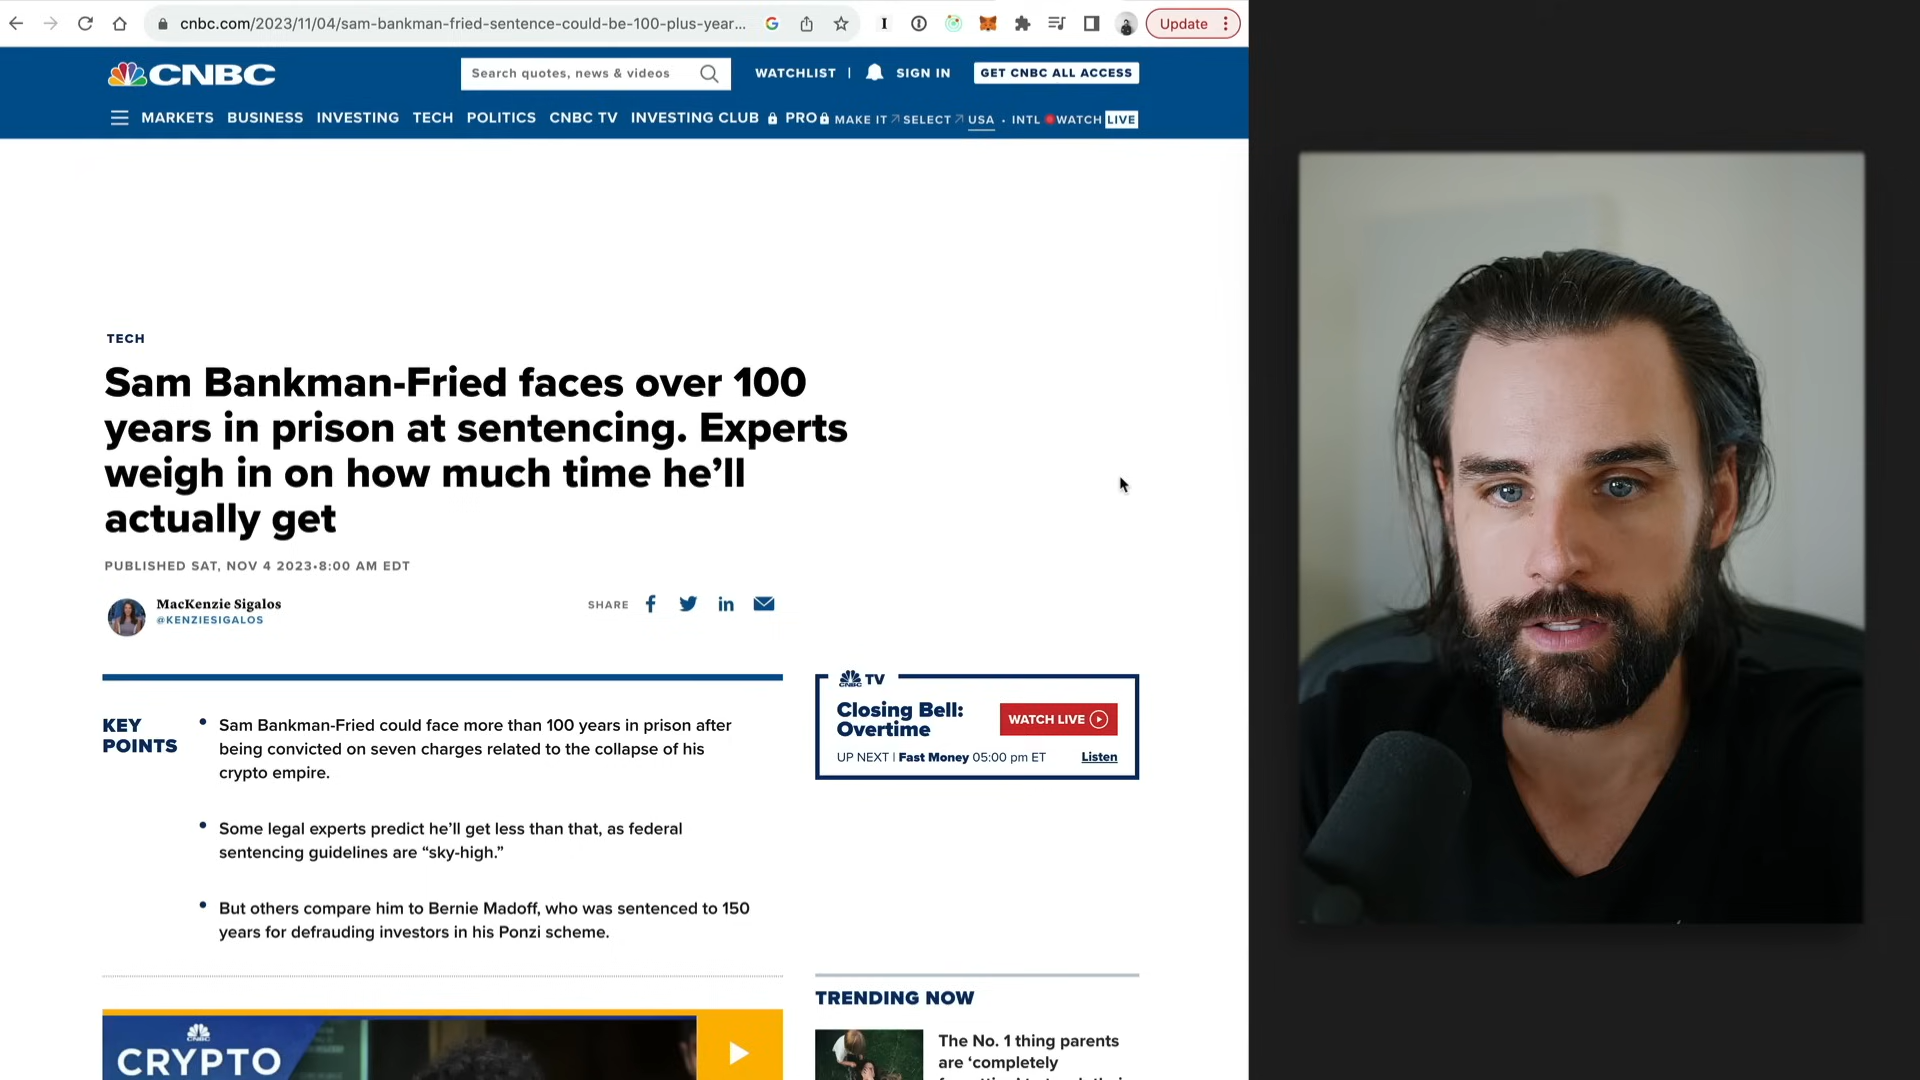 cnbc.com/2023/11/04/sam-bankman-fried-sentence-could-be-100-plus-year...
Update
CNBC
Search quotes, news & videos
WATCHLIST | SIGN IN
GET CNBC ALL ACCESS
MARKETS BUSINESS INVESTING TECH POLITICS CNBC TV INVESTING CLUB PRO MAKE IT SELECT USA • INTL WATCH LIVE
TECH
Sam Bankman-Fried faces over 100
years in prison at sentencing. Experts
weigh in on how much time he’ll
actually get
PUBLISHED SAT, NOV 4 2023•8:00 AM EDT
MacKenzie Sigalos
@KENZIESIGALOS
SHARE
KEY
POINTS
Sam Bankman-Fried could face more than 100 years in prison after
being convicted on seven charges related to the collapse of his
crypto empire.
Some legal experts predict he’ll get less than that, as federal
sentencing guidelines are “sky-high.”
But others compare him to Bernie Madoff, who was sentenced to 150
years for defrauding investors in his Ponzi scheme.
CNBC TV
Closing Bell:
Overtime
WATCH LIVE
UP NEXT | Fast Money 05:00 pm ET
Listen
TRENDING NOW
The No. 1 thing parents
are ‘completely
CNBC
CRYPTO